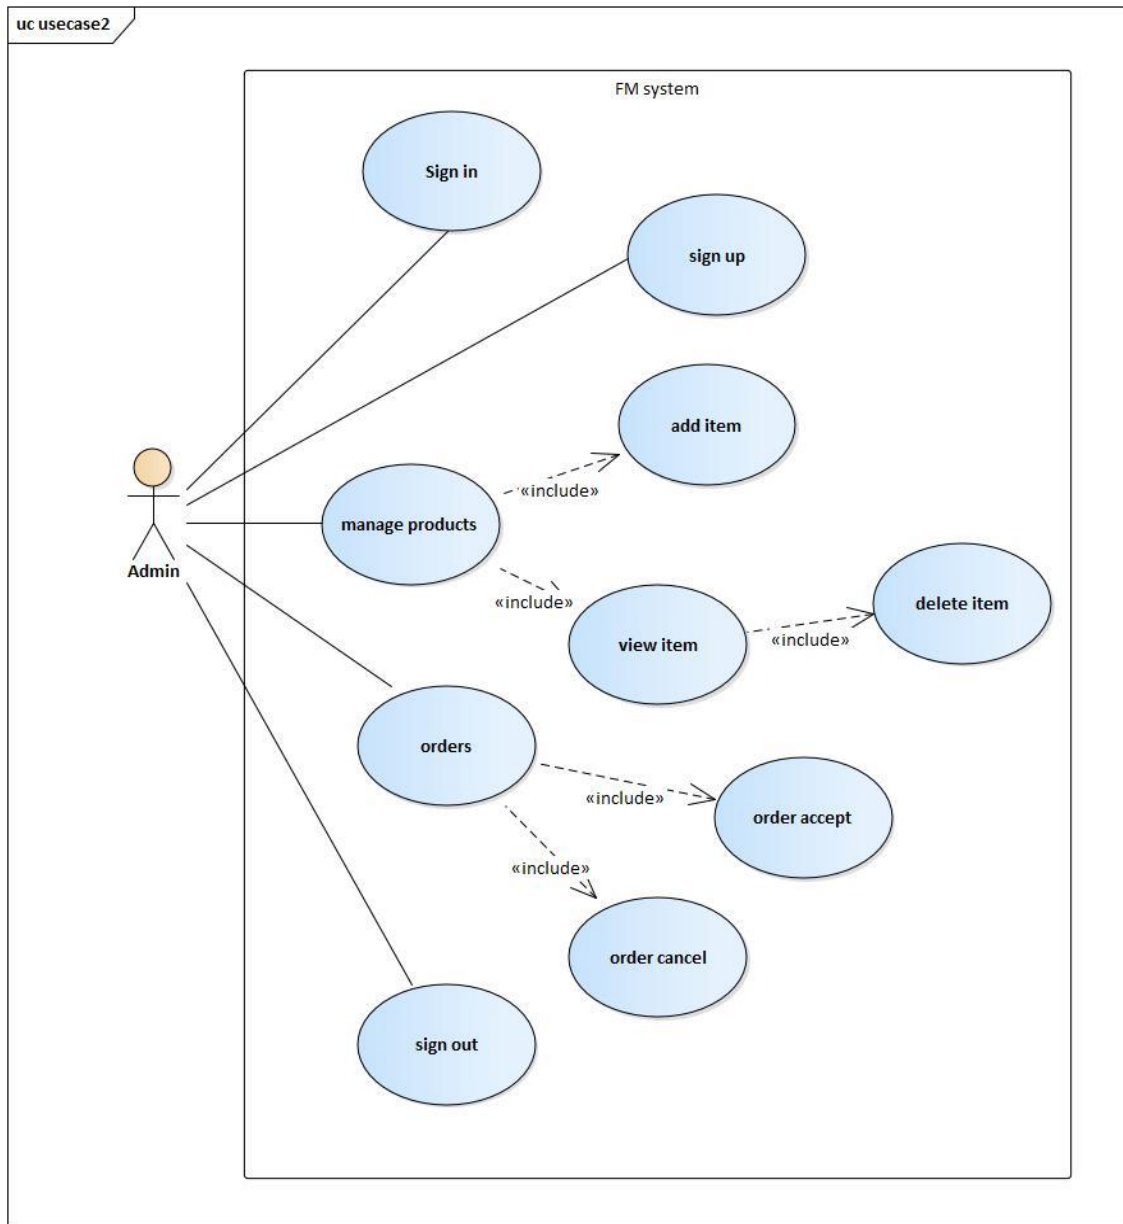 uc usecase2
FM system
Sign in
sign up
add item
«include»
manage products
Admin
«include»
delete item
«include»
view item
orders
«include»
order accept
«include»
order cancel
sign out